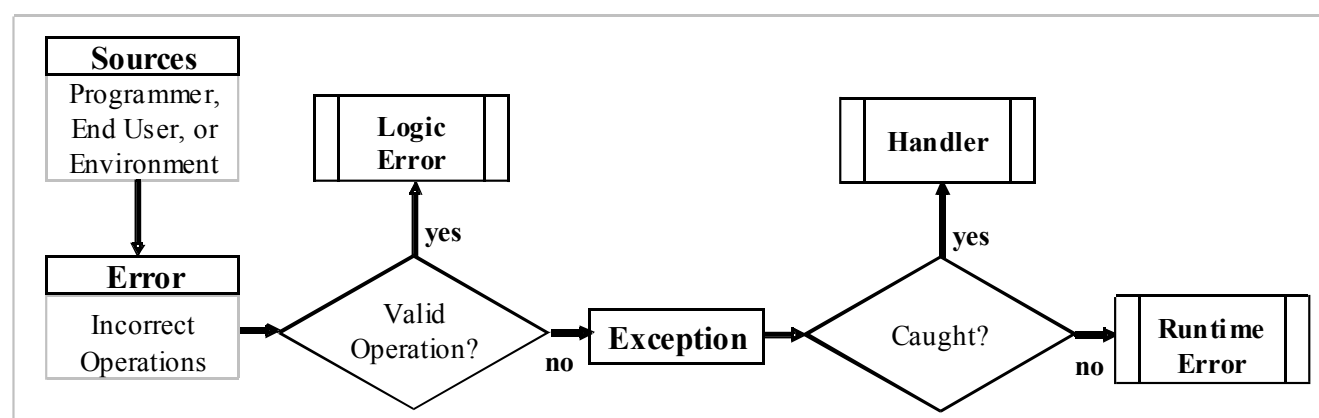 Sources
Programmer,
End User, or
Environment
Error
Incorrect
Operations
Logic
Error
yes
Valid
Operation?
no
Exception
Handler
yes
Caught?
no
Runtime
Error